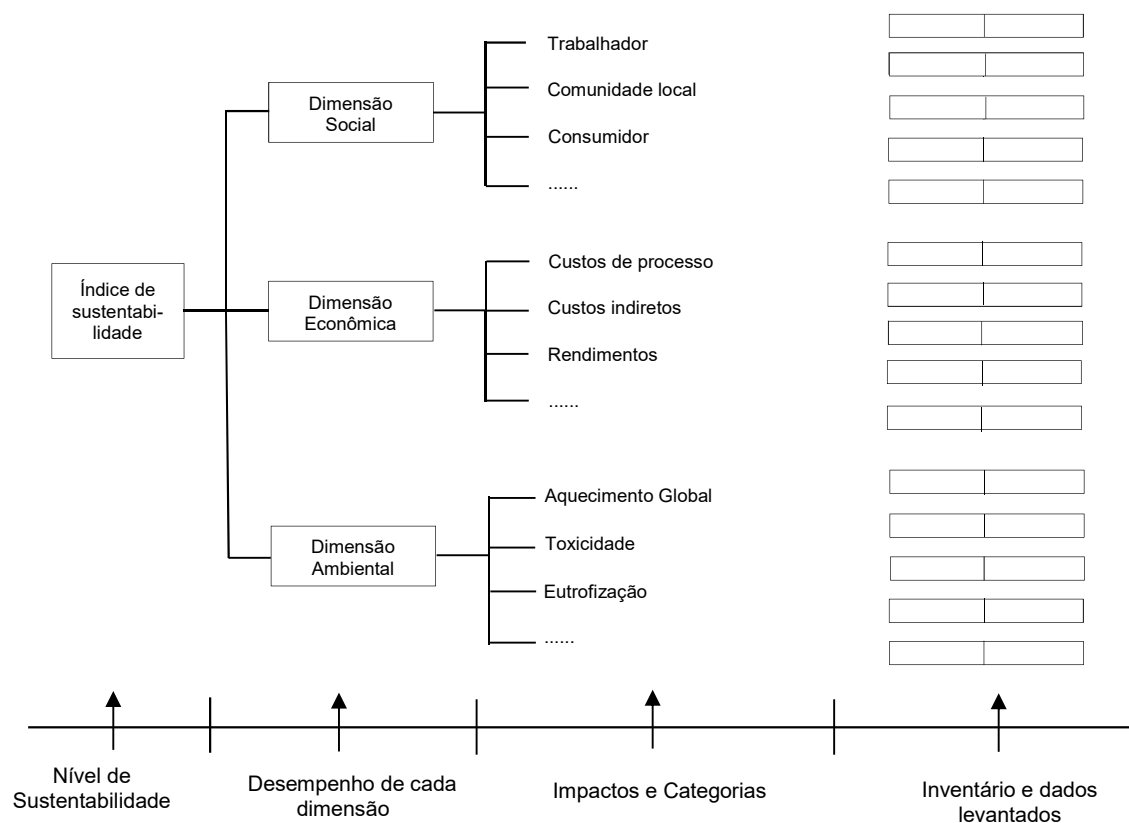 Trabalhador
Dimensão
Social
Comunidade local
Consumidor
......
Índice de
sustentabi-
lidade
Dimensão
Econômica
Custos de processo
Custos indiretos
Rendimentos
......
Dimensão
Ambiental
Aquecimento Global
Toxicidade
Eutrofização
......
Nível de
Sustentabilidade
Desempenho de cada
dimensão
Impactos e Categorias
Inventário e dados
levantados